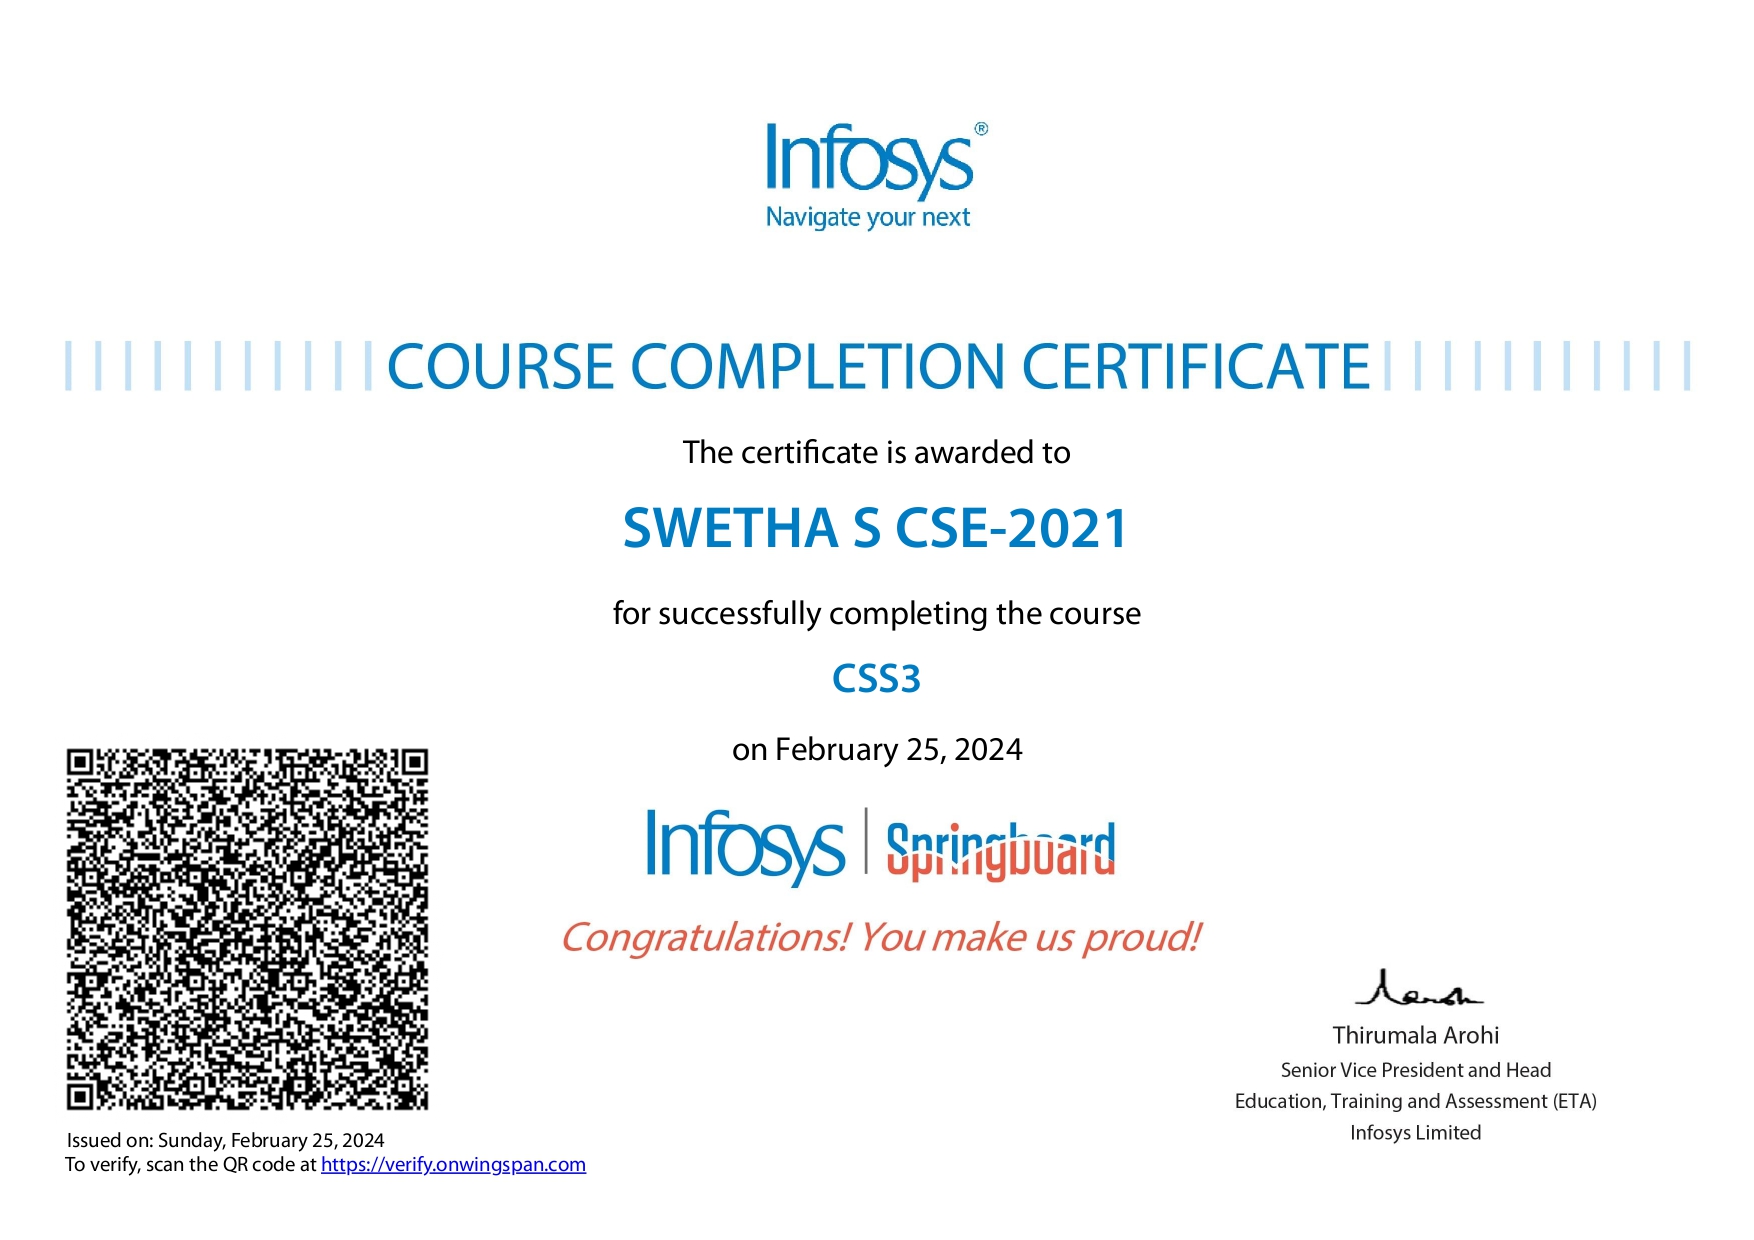 Infosys®
Navigate your next
COURSE COMPLETION CERTIFICATE
The certificate is awarded to
SWETHA S CSE-2021
for successfully completing the course
CSS3
on February 25, 2024
Infosys | Springboard
Congratulations! You make us proud!
Thirumala Arohi
Senior Vice President and Head
Education, Training and Assessment (ETA)
Infosys Limited
Issued on: Sunday, February 25, 2024
To verify, scan the QR code at https://verify.onwingspan.com